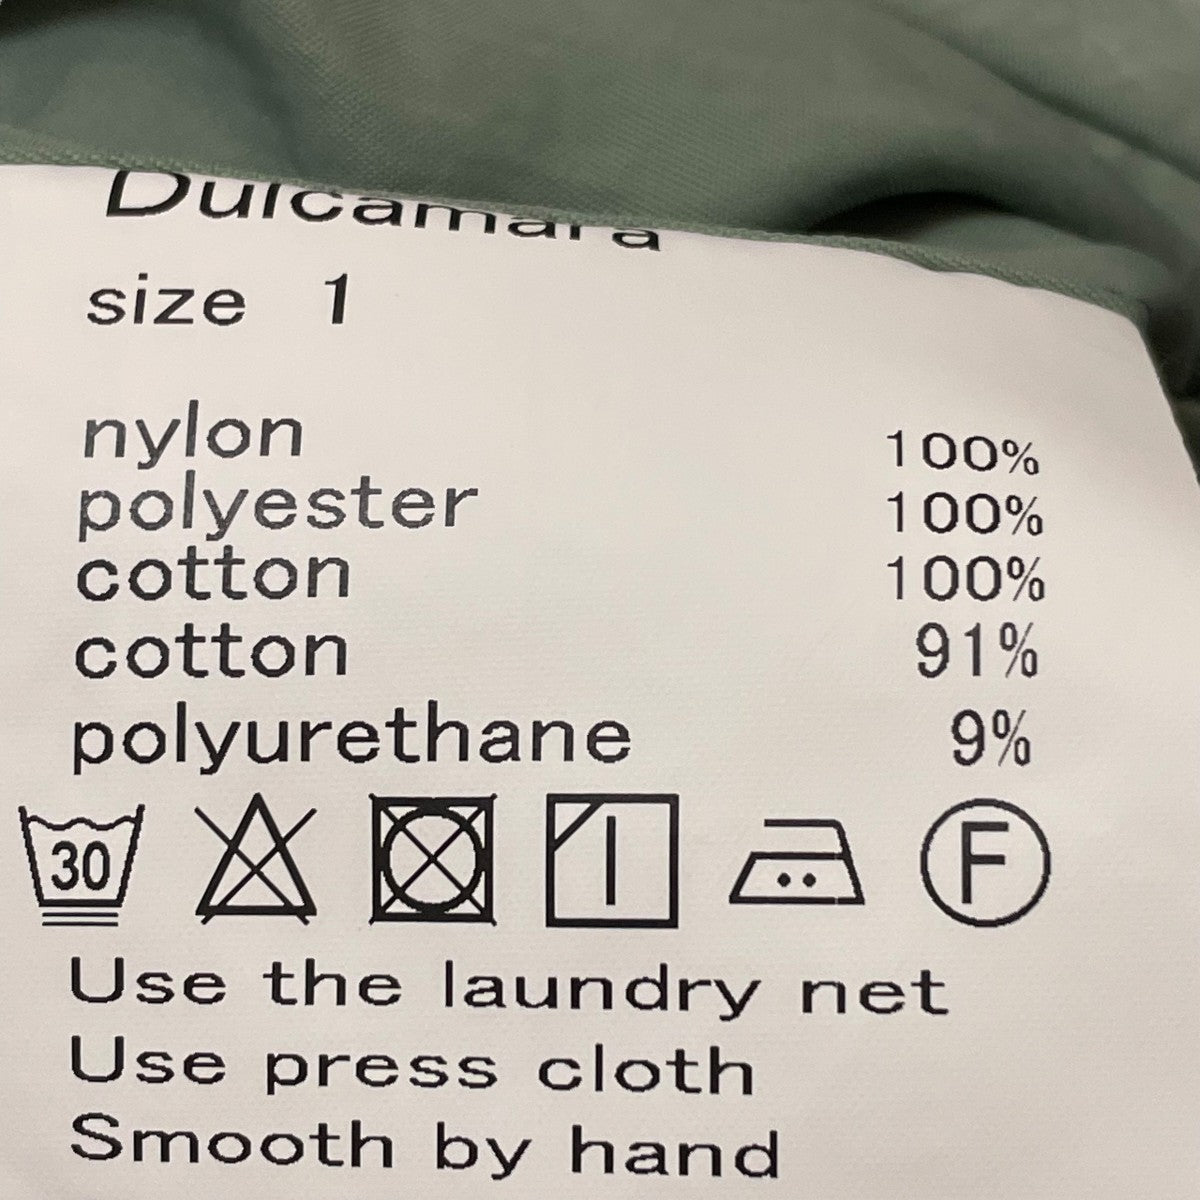 Dulcamara
size 1
nylon 100%
polyester 100%
cotton 100%
cotton 91%
polyurethane 9%
30 F
Use the laundry net
Use press cloth
Smooth by hand